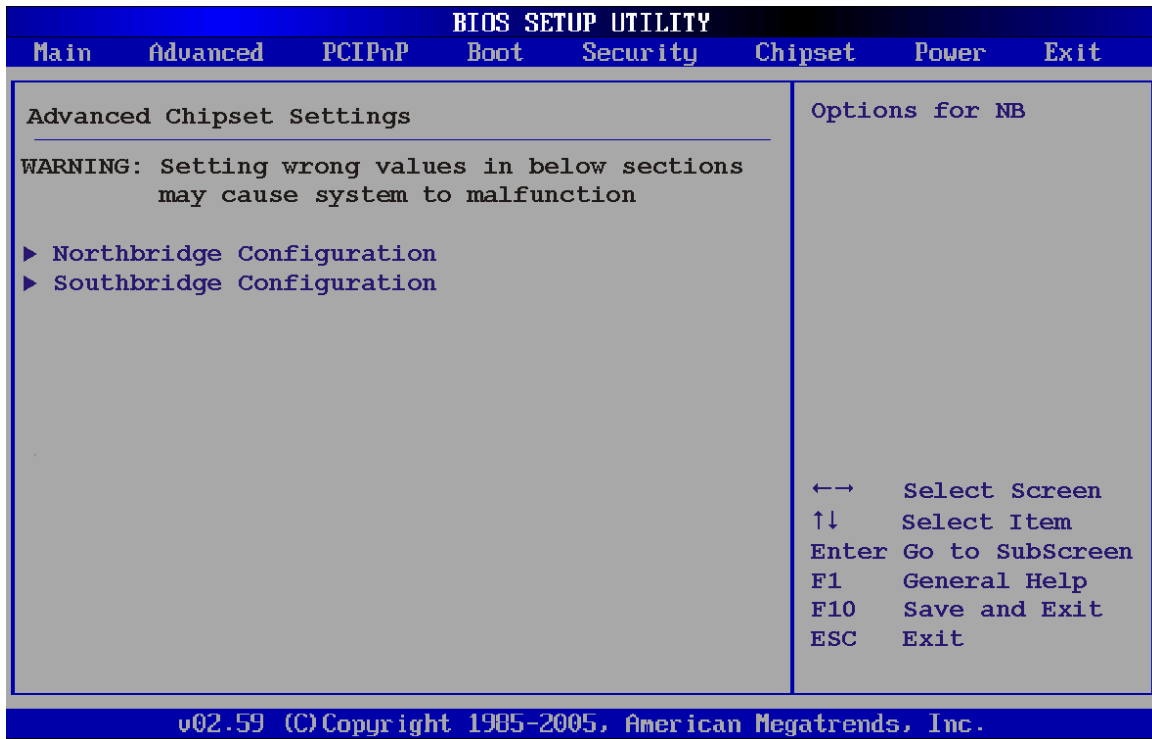 BIOS SETUP UTILITY
Main Advanced PCIPnP Boot Security Chipset Power Exit
Advanced Chipset Settings
WARNING: Setting wrong values in below sections
may cause system to malfunction
▶ Northbridge Configuration
▶ Southbridge Configuration
Options for NB
←→ Select Screen
↑↓ Select Item
Enter Go to SubScreen
F1 General Help
F10 Save and Exit
ESC Exit
v02.59 (C)Copyright 1985-2005, American Megatrends, Inc.